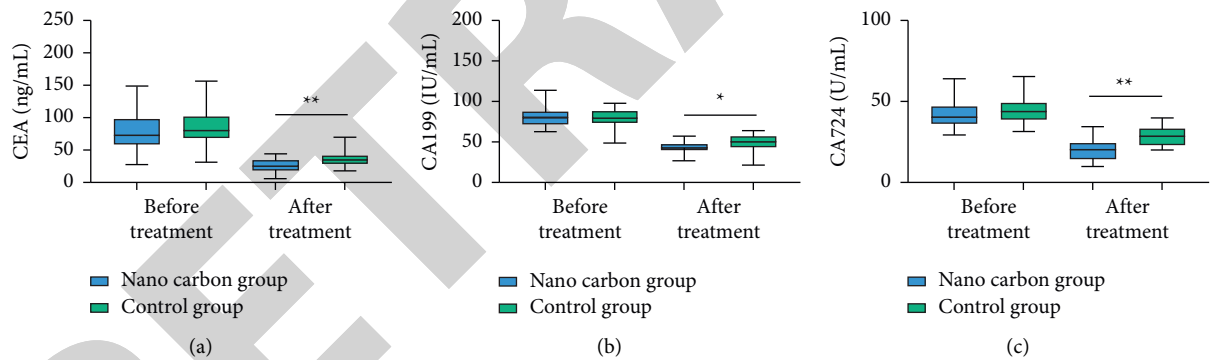 250
200
150
100
50
0
CEA (ng/mL)
**
Before
treatment
After
treatment
Nano carbon group
Control group
(a)
200
150
100
50
0
CA199 (IU/mL)
*
Before
treatment
After
treatment
Nano carbon group
Control group
(b)
100
50
0
CA724 (U/mL)
**
Before
treatment
After
treatment
Nano carbon group
Control group
(c)